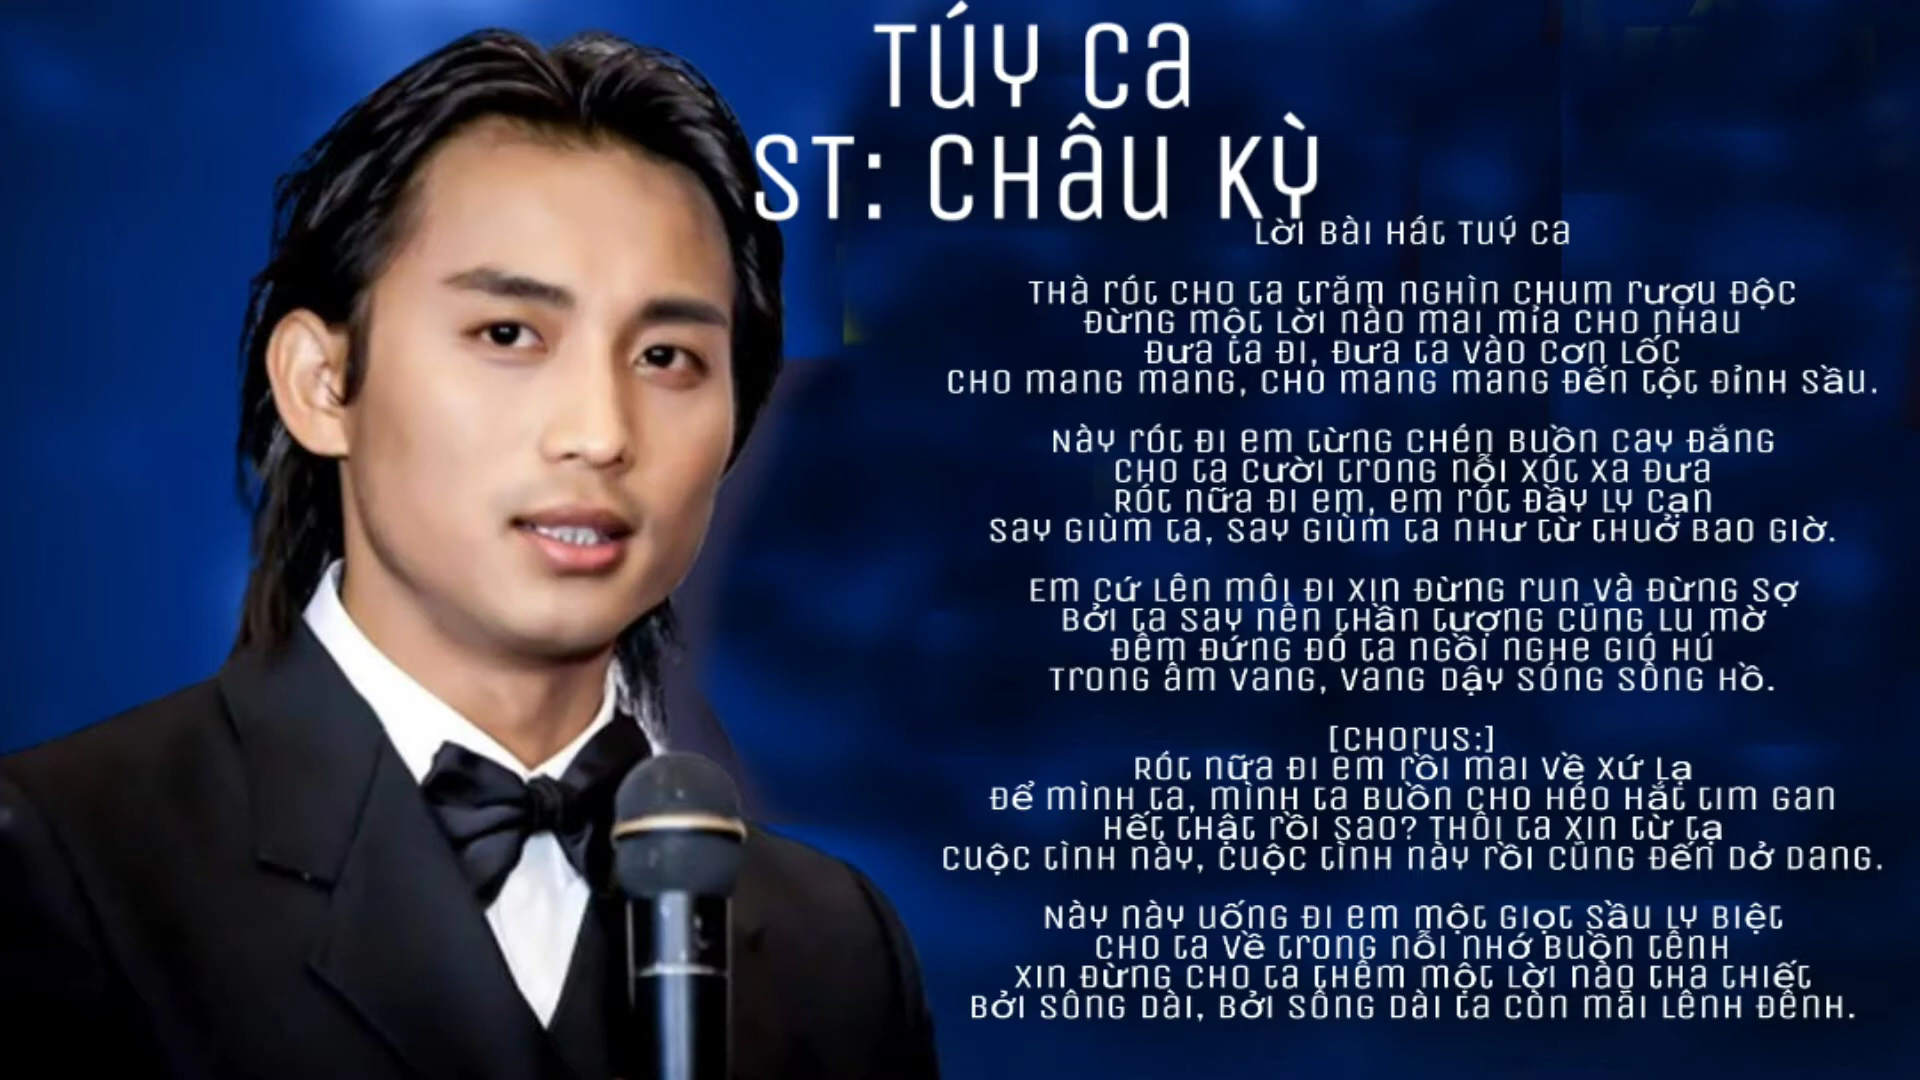 Túy Ca
ST: Châu Kỳ
Lời bài hát Tuý Ca
Thà rót cho ta trăm nghìn chum rượu độc
Đừng một lời nào mai mỉa cho nhau
Đưa ta đi, đưa ta vào cơn lốc
Cho mang mang, cho mang mang đến tột đỉnh sầu.
Này rót đi em từng chén buồn cay đắng
Cho ta cười trong nỗi xót xa đưa
Rót nữa đi em, em rót đầy ly cạn
Say giùm ta, say giùm ta như từ thuở bao giờ.
Em cứ lên môi đi xin đừng run và đừng sợ
Bởi ta say nên thần tượng cũng lu mờ
Đêm đứng đó ta ngồi nghe gió hú
Trong âm vang, vang dậy sóng sông hồ.
[Chorus:]
Rót nữa đi em rồi mai về xứ lạ
Để mình ta, mình ta buồn cho héo hắt tim gan
Hết thật rồi sao? Thôi ta xin từ tạ
Cuộc tình này, cuộc tình này rồi cũng đến dở dang.
Này này uống đi em một giọt sầu ly biệt
Cho ta về trong nỗi nhớ buồn tênh
Xin đừng cho ta thêm một lời nào tha thiết
Bởi sông dài, bởi sông dài ta còn mãi lênh đênh.